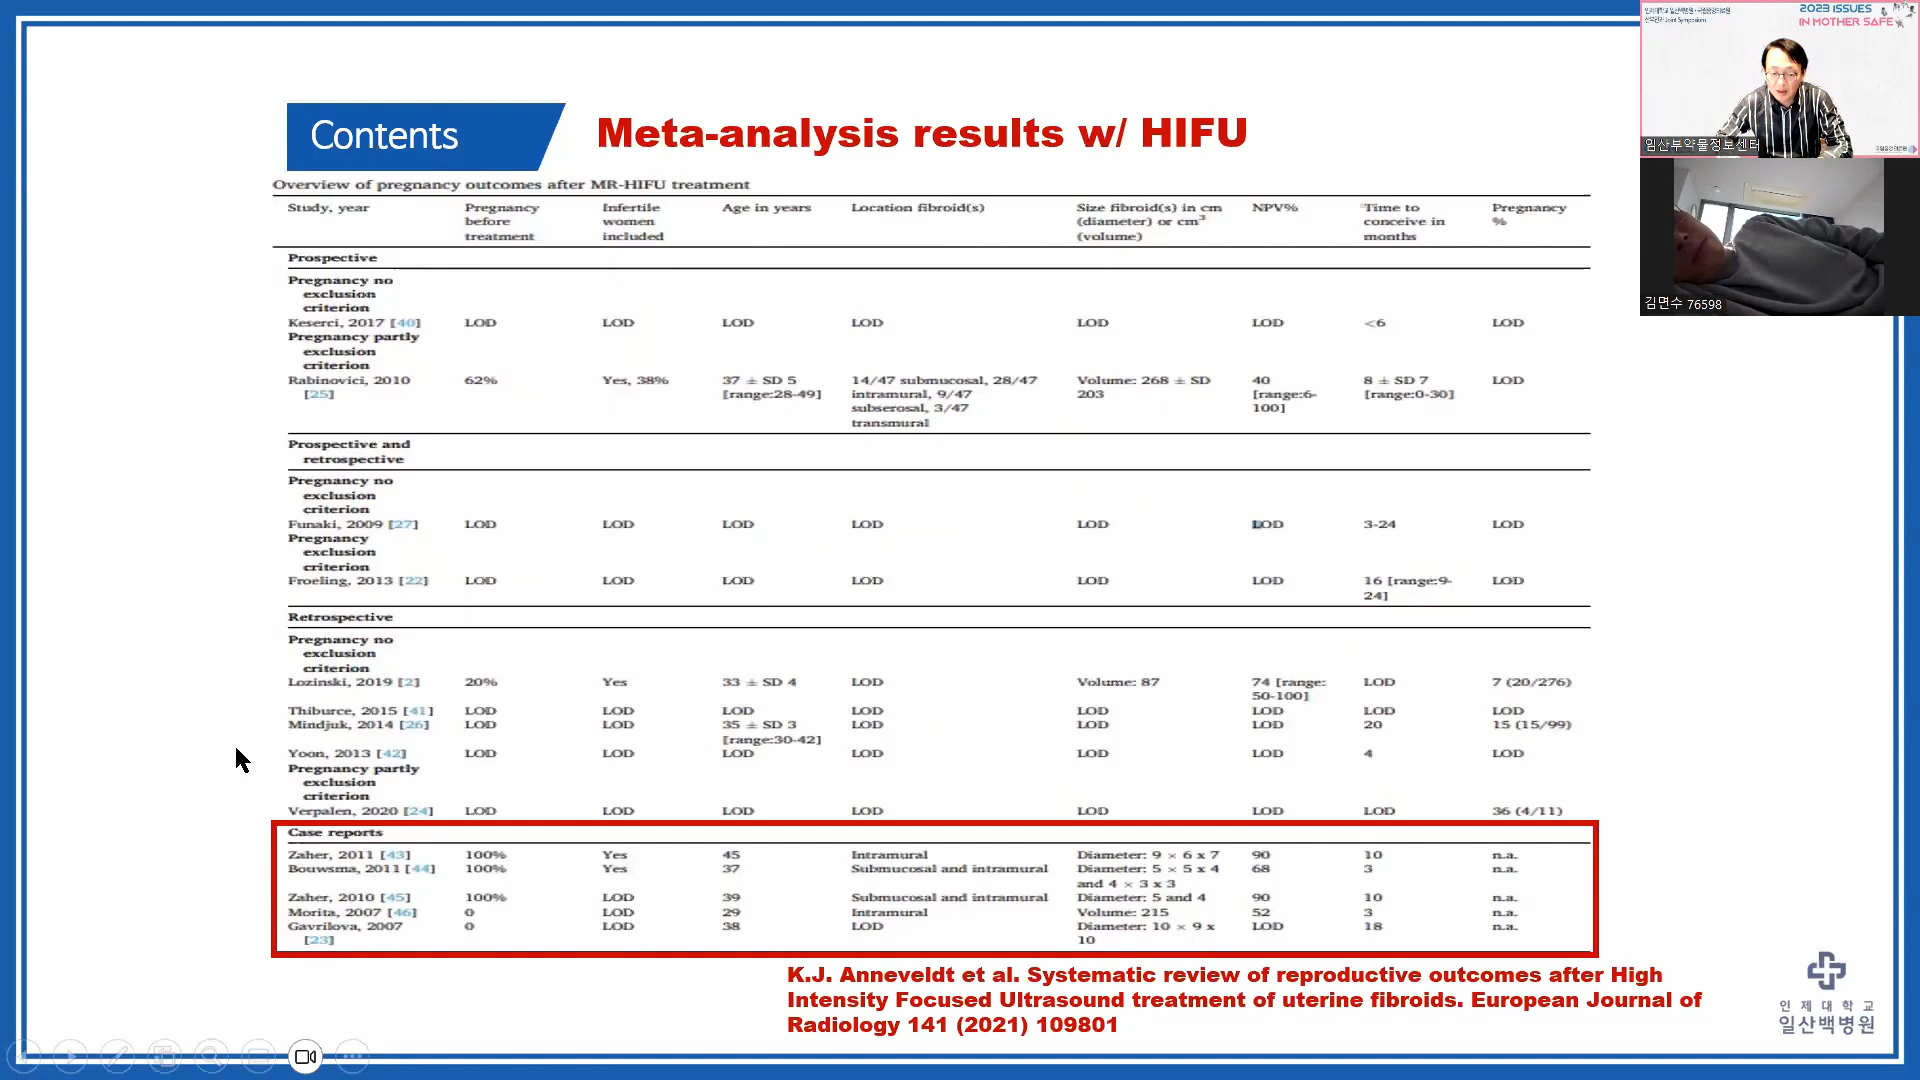 Contents
Meta-analysis results w/ HIFU
Overview of pregnancy outcomes after MR-HIFU treatment
Study, year | Pregnancy before treatment | Infertile women included | Age in years | Location fibroid(s) | Size fibroid(s) in cm (diameter) or cm³ (volume) | NPV% | Time to conceive in months | Pregnancy %
Prospective
Pregnancy no exclusion criterion
Keserci, 2017 [40] LOD LOD LOD LOD LOD LOD <6 LOD
Pregnancy partly exclusion criterion
Rabinovici, 2010 [25] 62% Yes, 38% 37 ± SD 5 [range:28-49] 14/47 submucosal, 28/47 intramural, 9/47 subserosal, 3/47 transmural Volume: 268 ± SD 203 40 [range:6-100] 8 ± SD 7 [range:0-30] LOD
Prospective and retrospective
Pregnancy no exclusion criterion
Funaki, 2009 [27] LOD LOD LOD LOD LOD LOD 3-24 LOD
Pregnancy exclusion criterion
Froeling, 2013 [22] LOD LOD LOD LOD LOD LOD 16 [range:9-24] LOD
Retrospective
Pregnancy no exclusion criterion
Lozinski, 2019 [2] 20% Yes 33 ± SD 4 LOD Volume: 87 74 [range: 50-100] LOD 7 (20/276)
Thiburce, 2015 [41] LOD LOD LOD LOD LOD LOD LOD LOD
Mindjuk, 2014 [26] LOD LOD 35 ± SD 3 [range:30-42] LOD LOD LOD 20 15 (15/99)
Yoon, 2013 [42] LOD LOD LOD LOD LOD LOD 4 LOD
Pregnancy partly exclusion criterion
Verpalen, 2020 [24] LOD LOD LOD LOD LOD LOD LOD 36 (4/11)
Case reports
Zaher, 2011 [43] 100% Yes 45 Intramural Diameter: 9 × 6 x 7 90 10 n.a.
Bouwsma, 2011 [44] 100% Yes 37 Submucosal and intramural Diameter: 5 × 5 x 4 and 4 × 3 x 3 68 3 n.a.
Zaher, 2010 [45] 100% LOD 39 Submucosal and intramural Diameter: 5 and 4 90 10 n.a.
Morita, 2007 [46] 0 LOD 29 Intramural Volume: 215 52 3 n.a.
Gavrilova, 2007 [23] 0 LOD 38 LOD Diameter: 10 × 9 x 10 LOD 18 n.a.
K.J. Anneveldt et al. Systematic review of reproductive outcomes after High
Intensity Focused Ultrasound treatment of uterine fibroids. European Journal of
Radiology 141 (2021) 109801
인제대학교
일산백병원
2023 ISSUES
IN MOTHER SAFE
Joint Symposium
임산부약물정보센터
김면수 76598